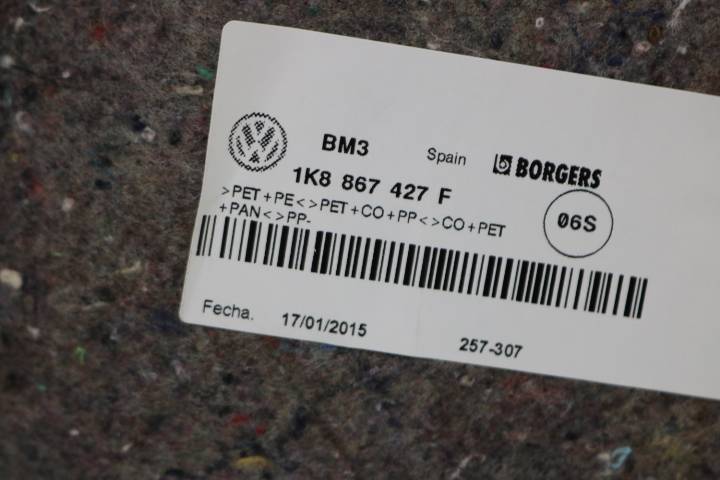 BM3 Spain BORGERS
1K8 867 427 F
>PET+PE<>PET+CO+PP<>CO+PET
+PAN<>PP-
06S
Fecha. 17/01/2015 257-307